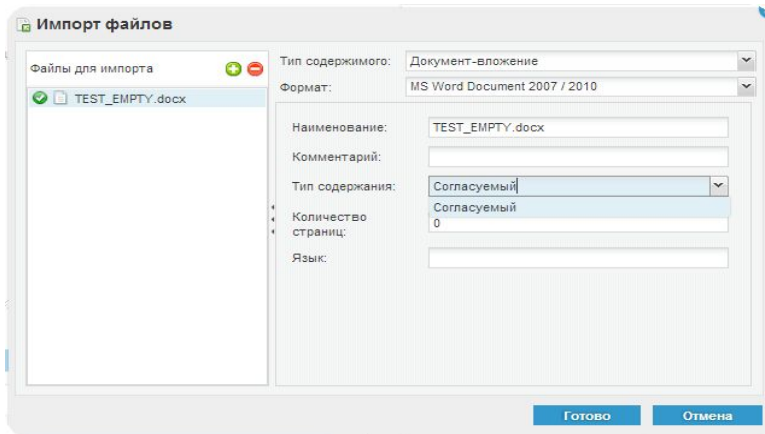 Импорт файлов
Файлы для импорта
TEST_EMPTY.docx
Тип содержимого: Документ-вложение
Формат: MS Word Document 2007 / 2010
Наименование: TEST_EMPTY.docx
Комментарий:
Тип содержания: Согласуемый
Согласуемый
Количество
страниц: 0
Язык:
Готово Отмена